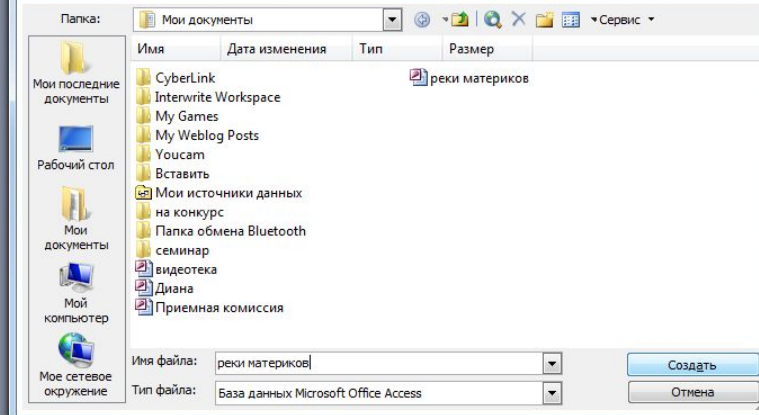 Папка: Мои документы Сервис
Имя Дата изменения Тип Размер
Мои последние документы
Рабочий стол
Мои документы
Мой компьютер
Мое сетевое окружение
CyberLink
Interwrite Workspace
My Games
My Weblog Posts
Youcam
Вставить
Мои источники данных
на конкурс
Папка обмена Bluetooth
семинар
видеотека
Диана
Приемная комиссия
реки материков
Имя файла: реки материков Создать
Тип файла: База данных Microsoft Office Access Отмена